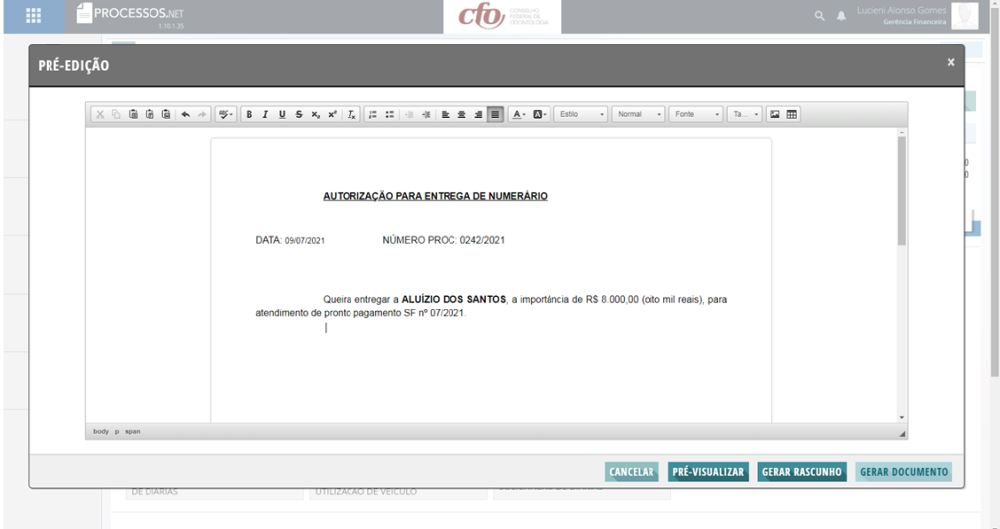 PROCESSOS.NET
1.10.1.35
cfo
CONSELHO
FEDERAL DE
ODONTOLOGIA
Lucieni Alonso Gomes
Gerência Financeira
PRÉ-EDIÇÃO
×
B I U S x₂ x² Tx
A A Estilo Normal Fonte Ta...
AUTORIZAÇÃO PARA ENTREGA DE NUMERÁRIO
DATA: 09/07/2021 NÚMERO PROC: 0242/2021
Queira entregar a ALUÍZIO DOS SANTOS, a importância de R$ 8.000,00 (oito mil reais), para
atendimento de pronto pagamento SF nº 07/2021.
body p span
CANCELAR PRÉ-VISUALIZAR GERAR RASCUNHO GERAR DOCUMENTO
DE DIÁRIAS UTILIZAÇÃO DE VEÍCULO